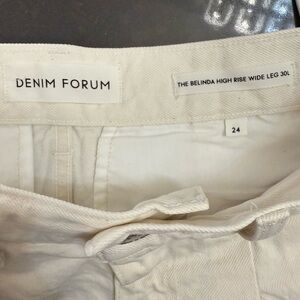 DENIM FORUM
THE BELINDA HIGH RISE WIDE LEG 30L
24